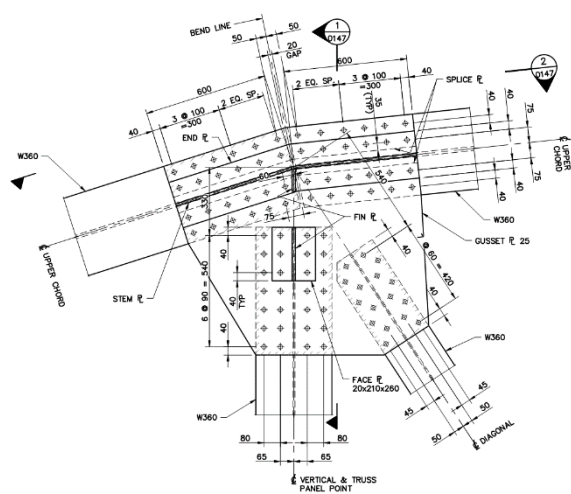 BEND LINE
50
50
20
GAP
1
0147
600
600
2 EQ. SP.
3 @ 100
=300
(TYP)
35
40
SPLICE ℄
2
0147
40
75
40
40
75
40
3 @ 100
=300
2 EQ. SP.
40
END ℄
W360
℄ UPPER
CHORD
60
540
75
W360
FIN ℄
GUSSET ℄ 25
7 @ 60 = 420
40
40
℄ UPPER CHORD
STEM ℄
40
6 @ 90 = 540
40
TYP
40
W360
FACE ℄
20x210x260
W360
45
45
50
50
℄ DIAGONAL
80
80
65
65
℄ VERTICAL & TRUSS
PANEL POINT